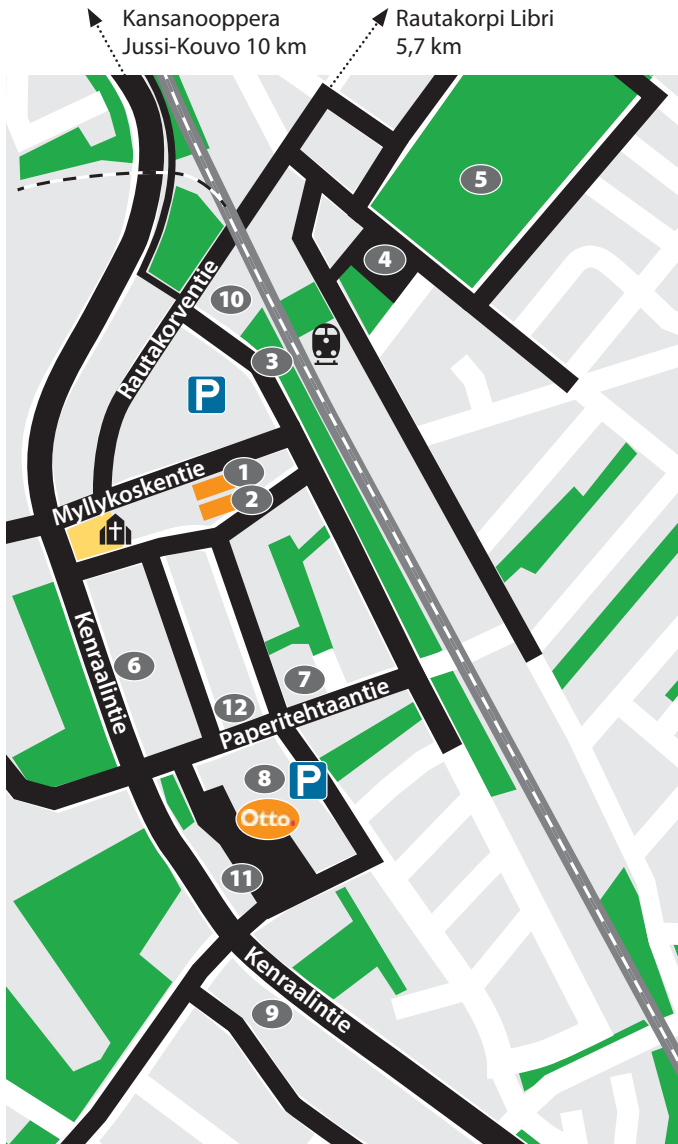 Kansanooppera
Jussi-Kouvo 10 km
Rautakorpi Libri
5,7 km
5
4
10
Rautakorventie
3
P
Myllykoskentie
1
2
Kenraalintie
6
7
12
Paperitehtaantie
8
P
Otto.
11
Kenraalintie
9